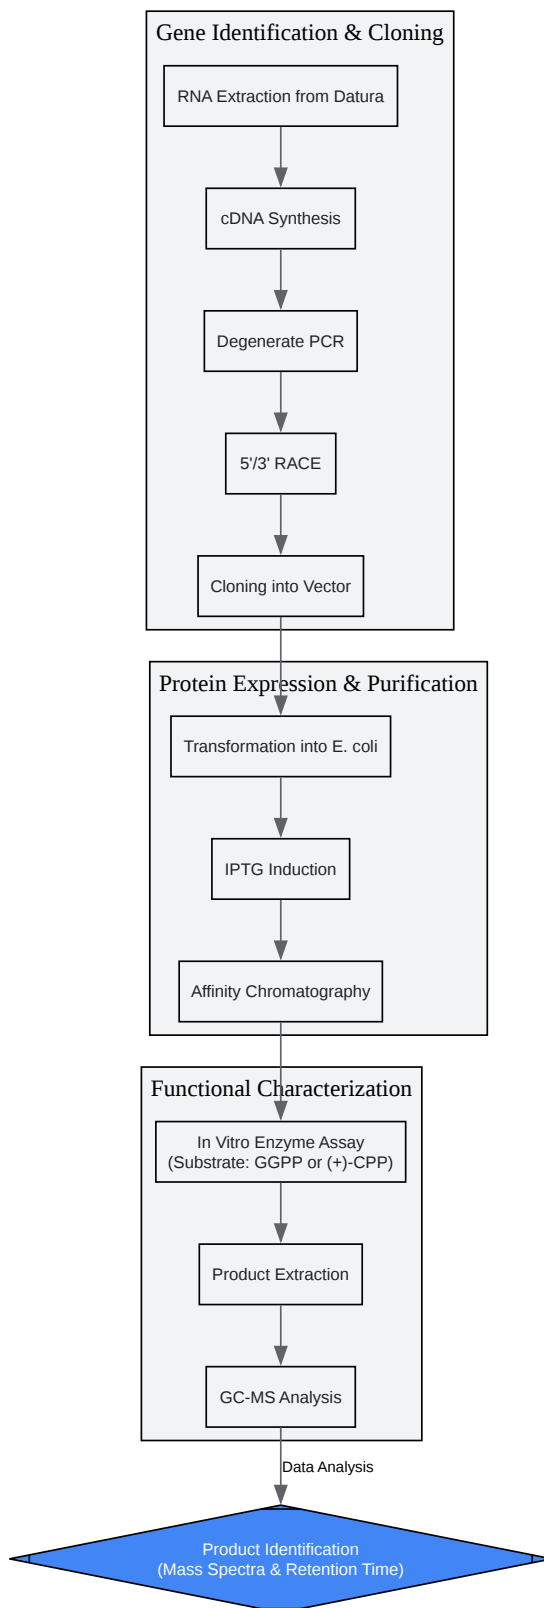 Gene Identification & Cloning
RNA Extraction from Datura
cDNA Synthesis
Degenerate PCR
5'/3' RACE
Cloning into Vector
Protein Expression & Purification
Transformation into E. coli
IPTG Induction
Affinity Chromatography
Functional Characterization
In Vitro Enzyme Assay
(Substrate: GGPP or (+)-CPP)
Product Extraction
GC-MS Analysis
Data Analysis
Product Identification
(Mass Spectra & Retention Time)